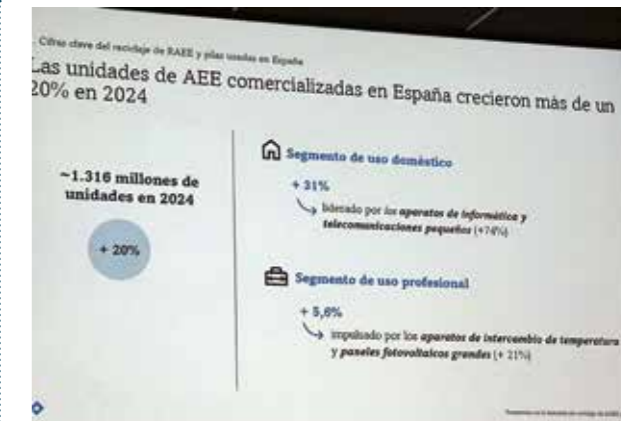 Cifras clave del reciclaje de RAEE y pilas usadas en España
Las unidades de AEE comercializadas en España crecieron más de un
20% en 2024
~1.316 millones de
unidades en 2024
+ 20%
Segmento de uso doméstico
+ 31%
liderado por los aparatos de informática y
telecomunicaciones pequeños (+74%)
Segmento de uso profesional
+ 5,6%
impulsado por los aparatos de intercambio de temperatura
y paneles fotovoltaicos grandes (+ 21%)